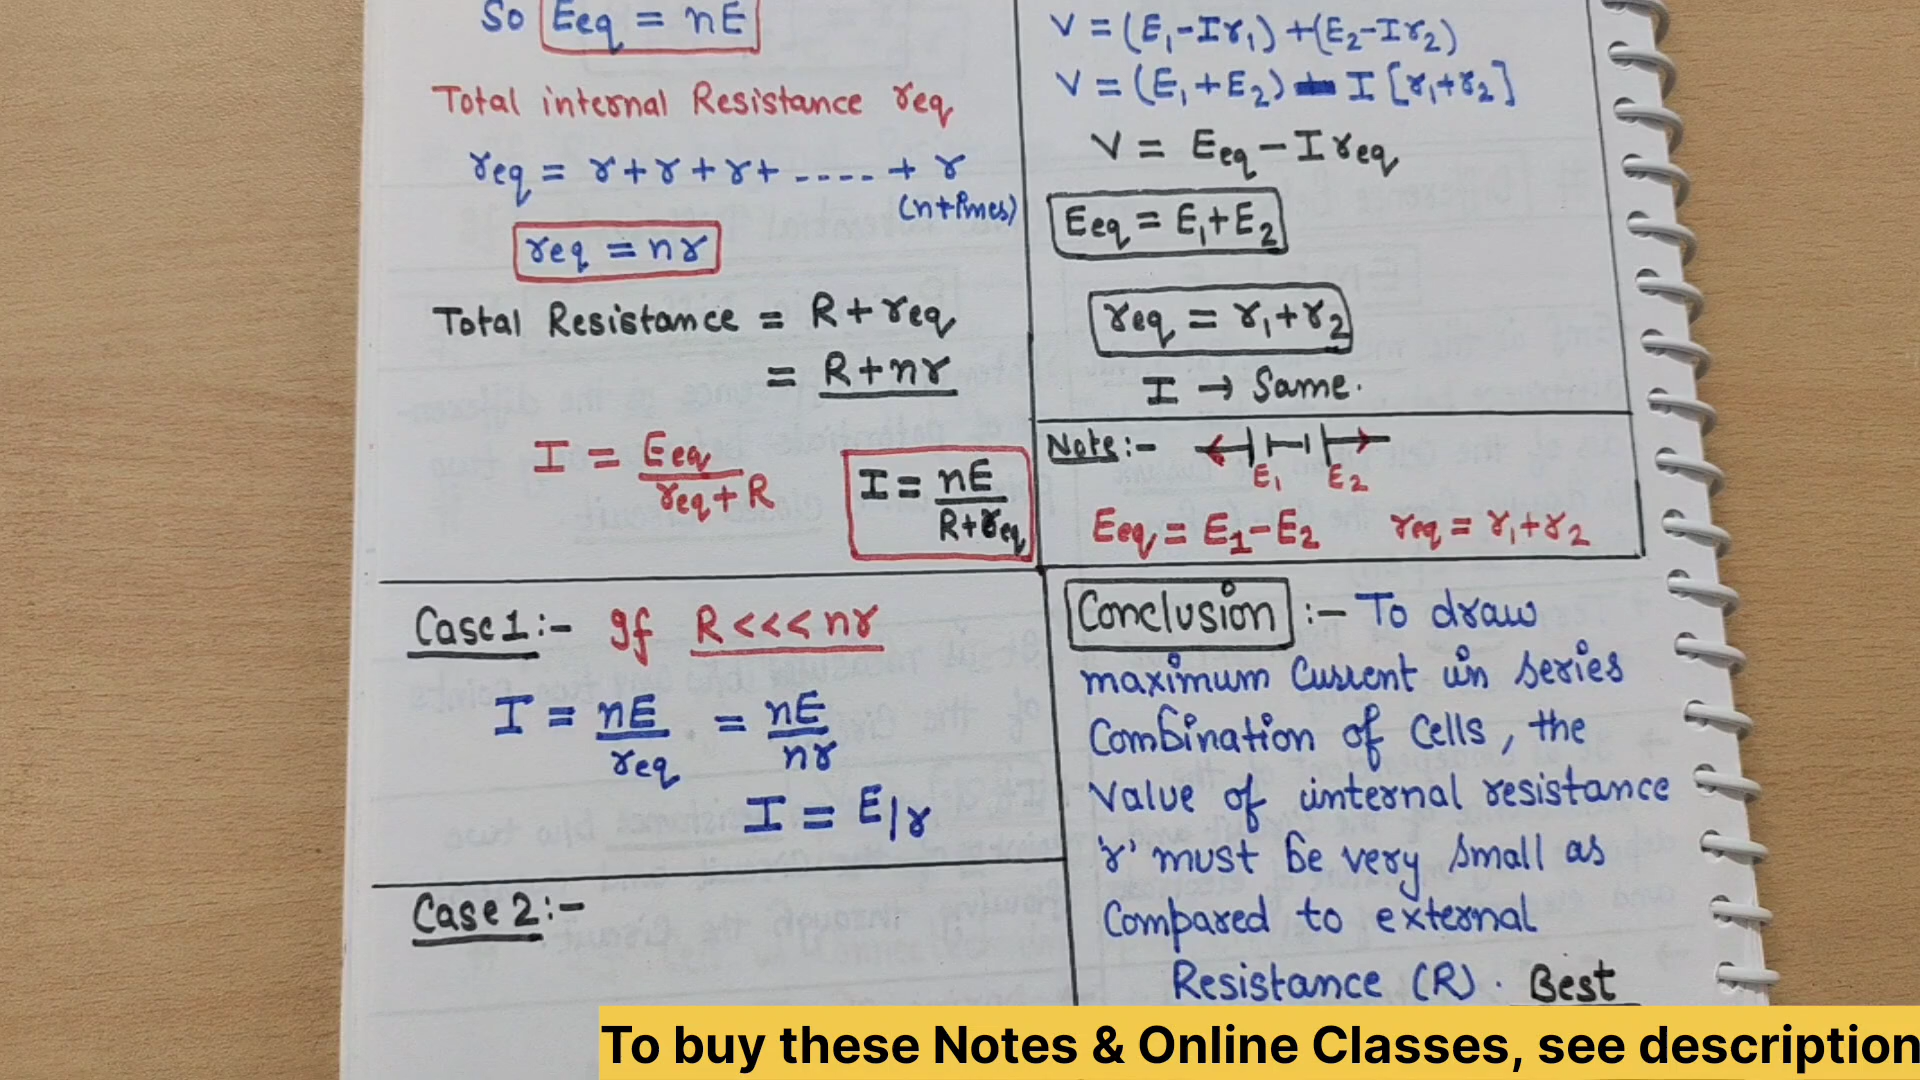 So Eeq = nE
Total internal Resistance req
req = r+r+r+ ---- + r
(ntimes)
req = nr
Total Resistance = R+req
= R+nr
I = Eeq/req+R
I = nE/R+req
Case 1:- If R<<<nr
I = nE/req = nE/nr
I = E/r
Case 2:-
V = (E₁-Ir₁)+(E₂-Ir₂)
V = (E₁+E₂) - I [r₁+r₂]
V = Eeq-Ireq
Eeq = E₁+E₂
req = r₁+r₂
I → Same.
Note:-
E₁ E₂
Eeq = E₁-E₂ req = r₁+r₂
Conclusion :- To draw
maximum Current in series
Combination of Cells, the
value of internal resistance
'r' must be very small as
Compared to external
Resistance (R). Best
To buy these Notes & Online Classes, see description